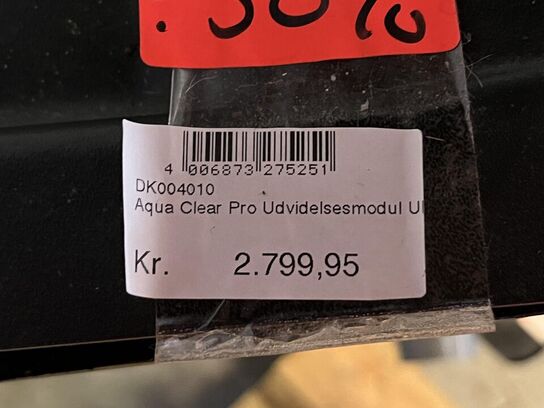 4 006873 275251
DK004010
Aqua Clear Pro Udvidelsesmodul
Kr. 2.799,95